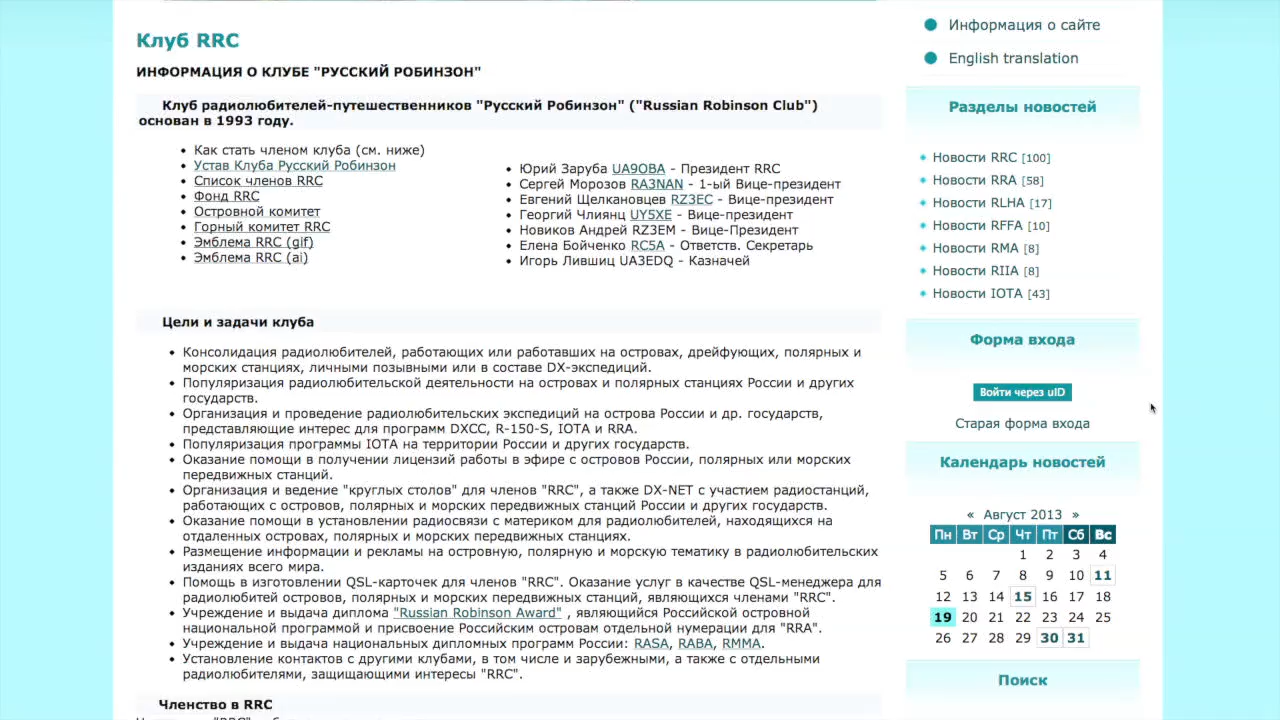 Клуб RRC
ИНФОРМАЦИЯ О КЛУБЕ "РУССКИЙ РОБИНЗОН"
Клуб радиолюбителей-путешественников "Русский Робинзон" ("Russian Robinson Club")
основан в 1993 году.
Как стать членом клуба (см. ниже)
Устав Клуба Русский Робинзон
Список членов RRC
Фонд RRC
Островной комитет
Горный комитет RRC
Эмблема RRC (gif)
Эмблема RRC (ai)
Юрий Заруба UA9OBA - Президент RRC
Сергей Морозов RA3NAN - 1-ый Вице-президент
Евгений Щелкановцев RZ3EC - Вице-президент
Георгий Члиянц UY5XE - Вице-президент
Новиков Андрей RZ3EM - Вице-Президент
Елена Бойченко RC5A - Ответств. Секретарь
Игорь Лившиц UA3EDQ - Казначей
Цели и задачи клуба
Консолидация радиолюбителей, работающих или работавших на островах, дрейфующих, полярных и
морских станциях, личными позывными или в составе DX-экспедиций.
Популяризация радиолюбительской деятельности на островах и полярных станциях России и других
государств.
Организация и проведение радиолюбительских экспедиций на острова России и др. государств,
представляющие интерес для программ DXCC, R-150-S, IOTA и RRA.
Популяризация программы IOTA на территории России и других государств.
Оказание помощи в получении лицензий работы в эфире с островов России, полярных или морских
передвижных станций.
Организация и ведение "круглых столов" для членов "RRC", а также DX-NET с участием радиостанций,
работающих с островов, полярных и морских передвижных станций России и других государств.
Оказание помощи в установлении радиосвязи с материком для радиолюбителей, находящихся на
отдаленных островах, полярных и морских передвижных станциях.
Размещение информации и рекламы на островную, полярную и морскую тематику в радиолюбительских
изданиях всего мира.
Помощь в изготовлении QSL-карточек для членов "RRC". Оказание услуг в качестве QSL-менеджера для
радиолюбитей островов, полярных и морских передвижных станций, являющихся членами "RRC".
Учреждение и выдача диплома "Russian Robinson Award" , являющийся Российской островной
национальной программой и присвоение Российским островам отдельной нумерации для "RRA".
Учреждение и выдача национальных дипломных программ России: RASA, RABA, RMMA.
Установление контактов с другими клубами, в том числе и зарубежными, а также с отдельными
радиолюбителями, защищающими интересы "RRC".
Членство в RRC
Информация о сайте
English translation
Разделы новостей
Новости RRC [100]
Новости RRA [58]
Новости RLHA [17]
Новости RFFA [10]
Новости RMA [8]
Новости RIIA [8]
Новости IOTA [43]
Форма входа
Войти через uID
Старая форма входа
Календарь новостей
« Август 2013 »
Пн Вт Ср Чт Пт Сб Вс
1 2 3 4
5 6 7 8 9 10 11
12 13 14 15 16 17 18
19 20 21 22 23 24 25
26 27 28 29 30 31
Поиск